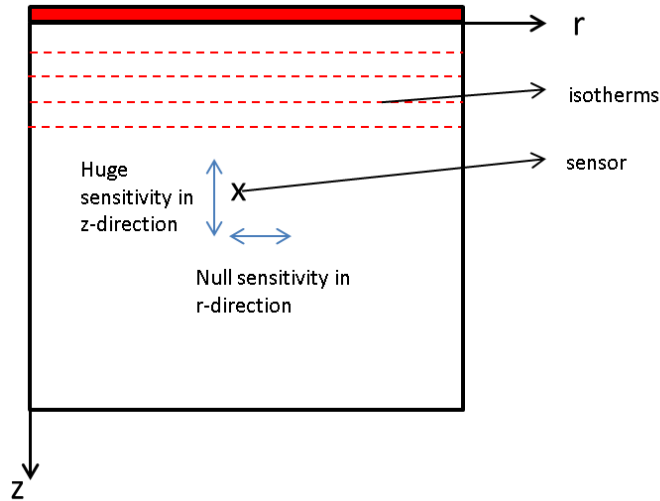 r
isotherms
sensor
Huge
sensitivity in
z-direction
x
Null sensitivity in
r-direction
z